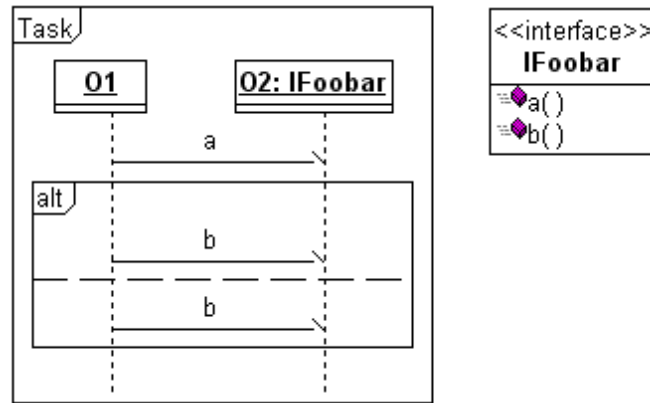 Task
O1
O2: IFoobar
a
alt
b
b
<<interface>>
IFoobar
a()
b()